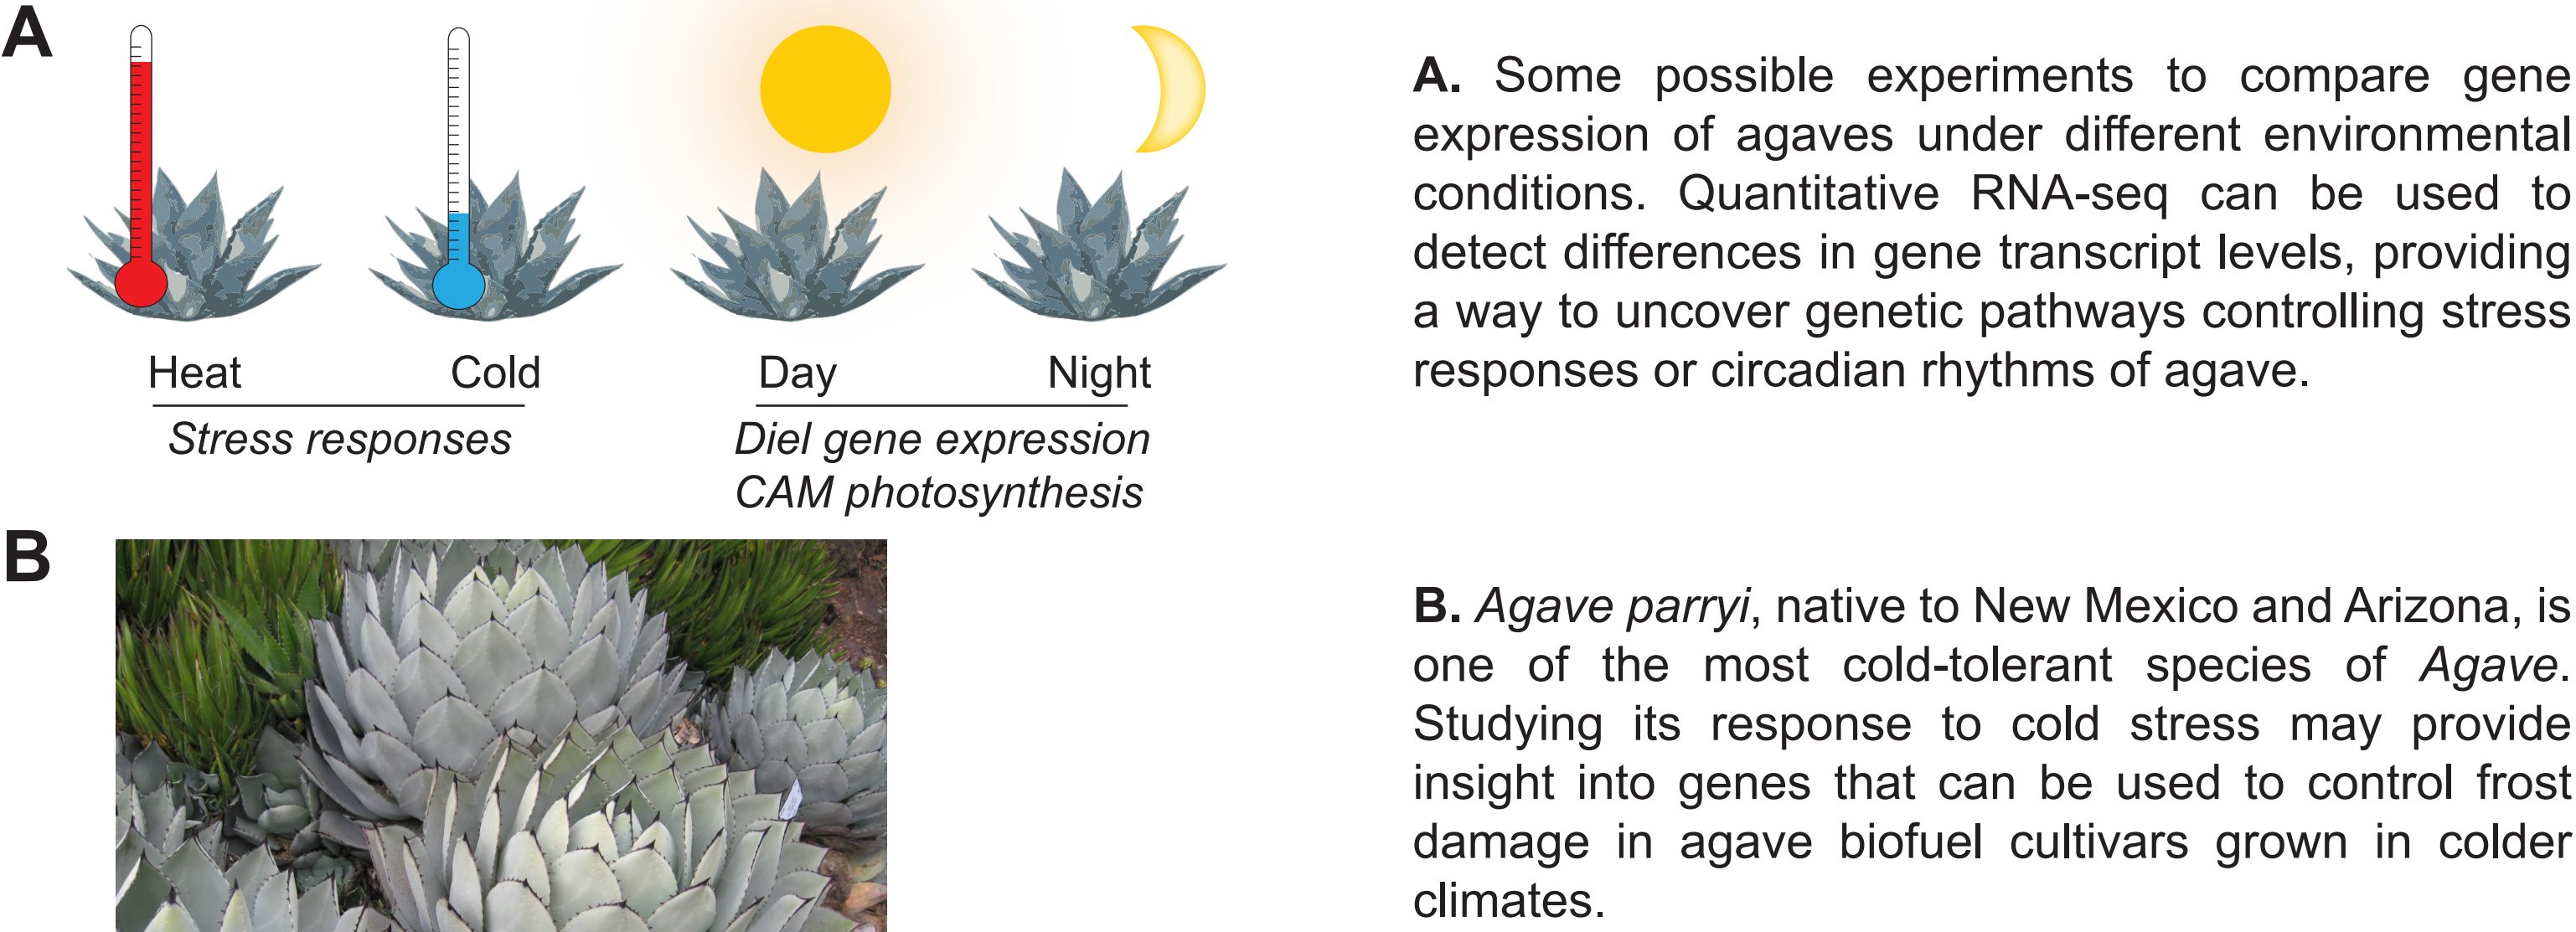 A
Heat Cold Day Night
Stress responses Diel gene expression
CAM photosynthesis
A. Some possible experiments to compare gene
expression of agaves under different environmental
conditions. Quantitative RNA-seq can be used to
detect differences in gene transcript levels, providing
a way to uncover genetic pathways controlling stress
responses or circadian rhythms of agave.
B
B. Agave parryi, native to New Mexico and Arizona, is
one of the most cold-tolerant species of Agave.
Studying its response to cold stress may provide
insight into genes that can be used to control frost
damage in agave biofuel cultivars grown in colder
climates.